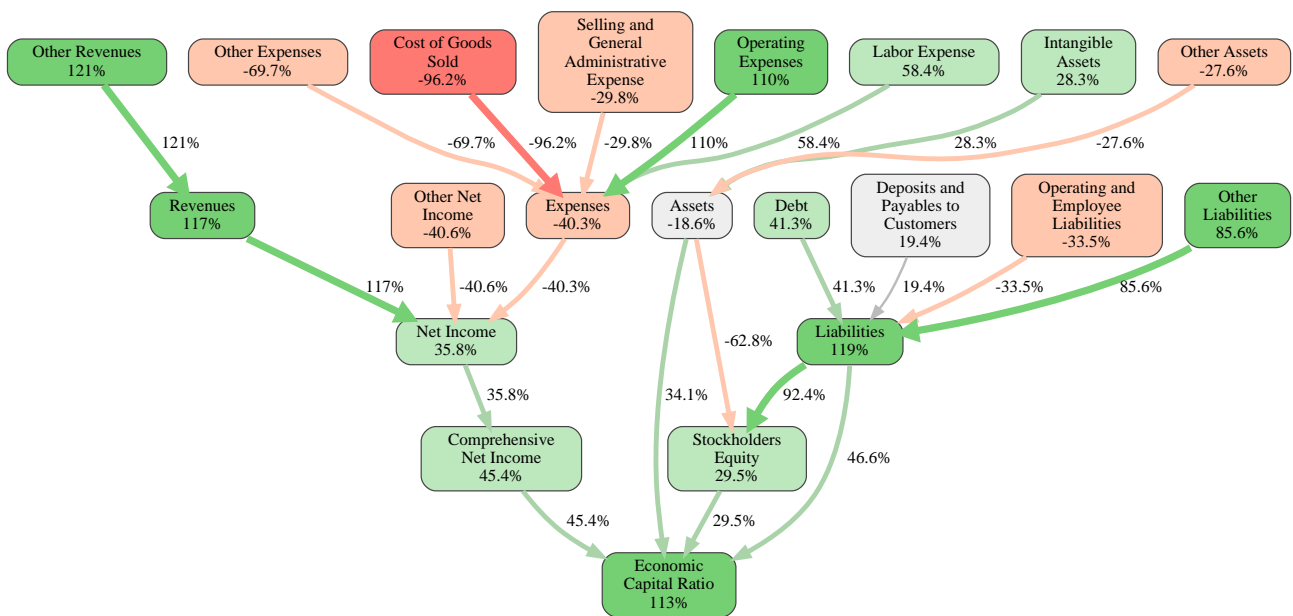 Other Revenues
121%
Other Expenses
-69.7%
Cost of Goods
Sold
-96.2%
Selling and
General
Administrative
Expense
-29.8%
Operating
Expenses
110%
Labor Expense
58.4%
Intangible
Assets
28.3%
Other Assets
-27.6%
121%
-69.7%
-96.2%
-29.8%
110%
58.4%
28.3%
-27.6%
Revenues
117%
Other Net
Income
-40.6%
Expenses
-40.3%
Assets
-18.6%
Debt
41.3%
Deposits and
Payables to
Customers
19.4%
Operating and
Employee
Liabilities
-33.5%
Other
Liabilities
85.6%
117%
-40.6%
-40.3%
41.3%
19.4%
-33.5%
85.6%
Net Income
35.8%
-62.8%
Liabilities
119%
35.8%
34.1%
92.4%
Comprehensive
Net Income
45.4%
Stockholders
Equity
29.5%
46.6%
45.4%
29.5%
Economic
Capital Ratio
113%